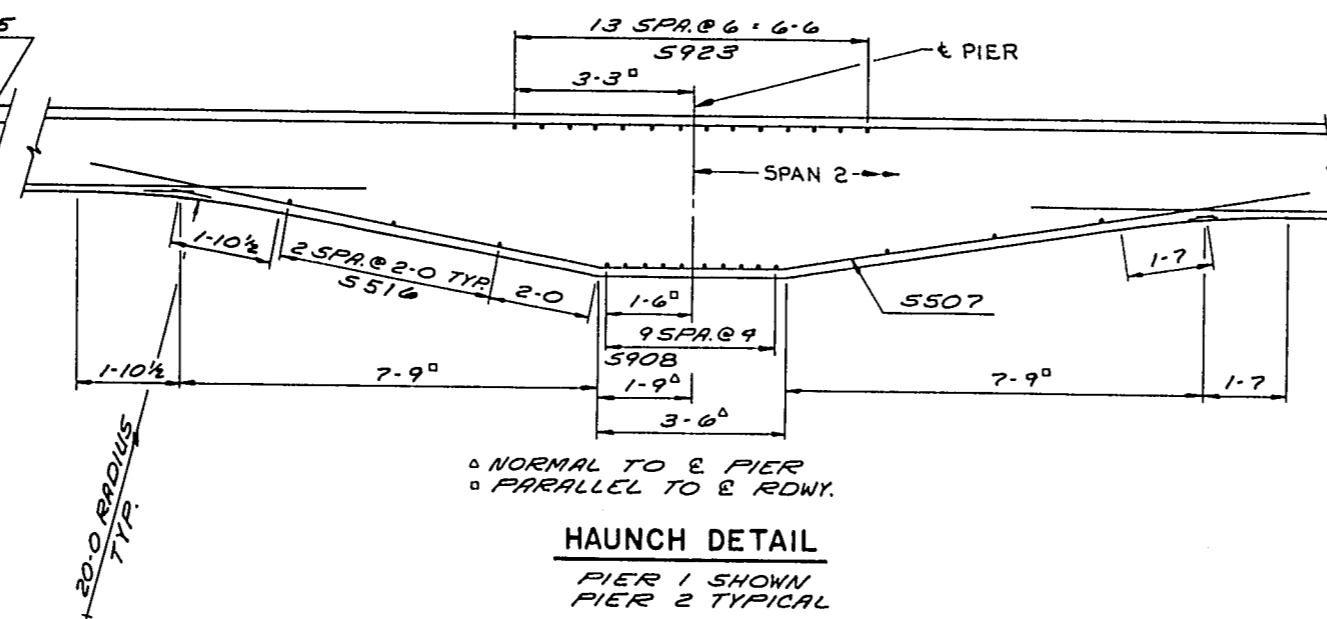 5
13 SPA.@ 6 = 6-6
S923
℄ PIER
3-3□
SPAN 2
1-10½
2 SPA.@ 2-0 TYP.
S516
2-0
1-6□
9 SPA.@ 4
S908
S507
1-7
1-10½
7-9□
1-9△
7-9□
1-7
3-6△
20-0 RADIUS
TYP.
△ NORMAL TO ℄ PIER
□ PARALLEL TO ℄ RDWY.
HAUNCH DETAIL
PIER 1 SHOWN
PIER 2 TYPICAL